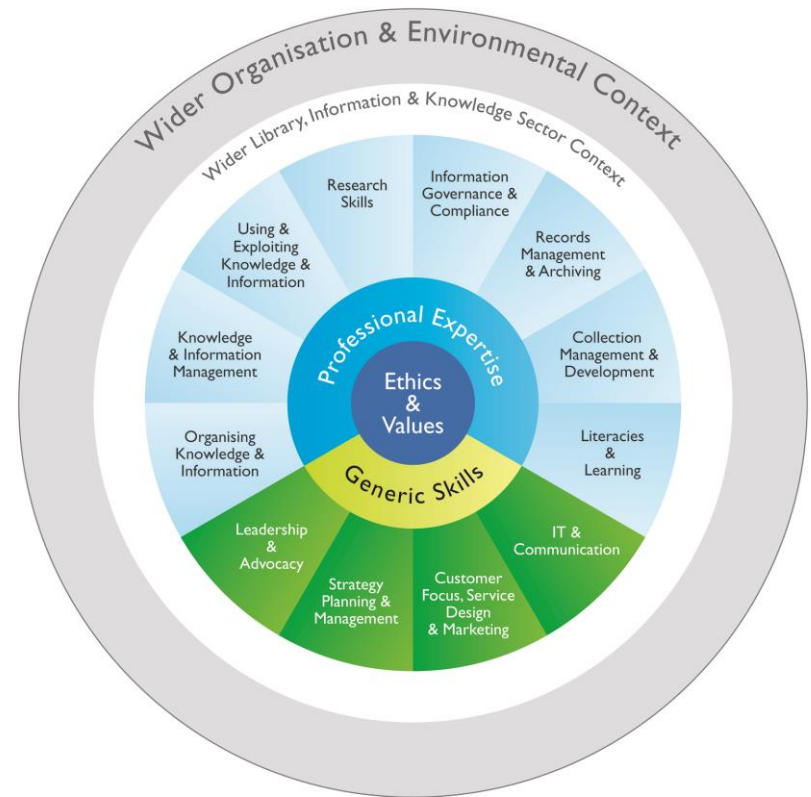 Wider Organisation & Environmental Context
Wider Library, Information & Knowledge Sector Context
Research
Skills
Information
Governance &
Compliance
Using &
Exploiting
Knowledge &
Information
Records
Management
& Archiving
Knowledge
& Information
Management
Collection
Management &
Development
Organising
Knowledge &
Information
Literacies
&
Learning
Professional Expertise
Ethics
&
Values
Generic Skills
Leadership
&
Advocacy
Strategy
Planning &
Management
Customer
Focus, Service
Design
& Marketing
IT &
Communication